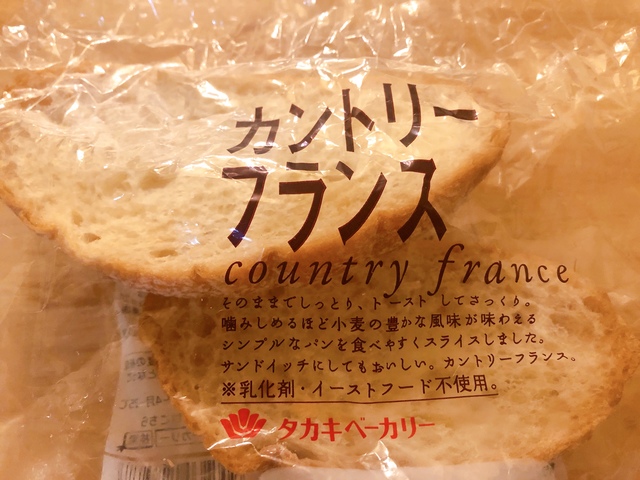 カントリー
フランス
country france
そのままでしっとり、トーストしてさっくり。
噛みしめるほど小麦の豊かな風味が味わえる
シンプルなパンを食べやすくスライスしました。
サンドイッチにしてもおいしい。カントリーフランス。
※乳化剤・イーストフード不使用。
タカキベーカリー